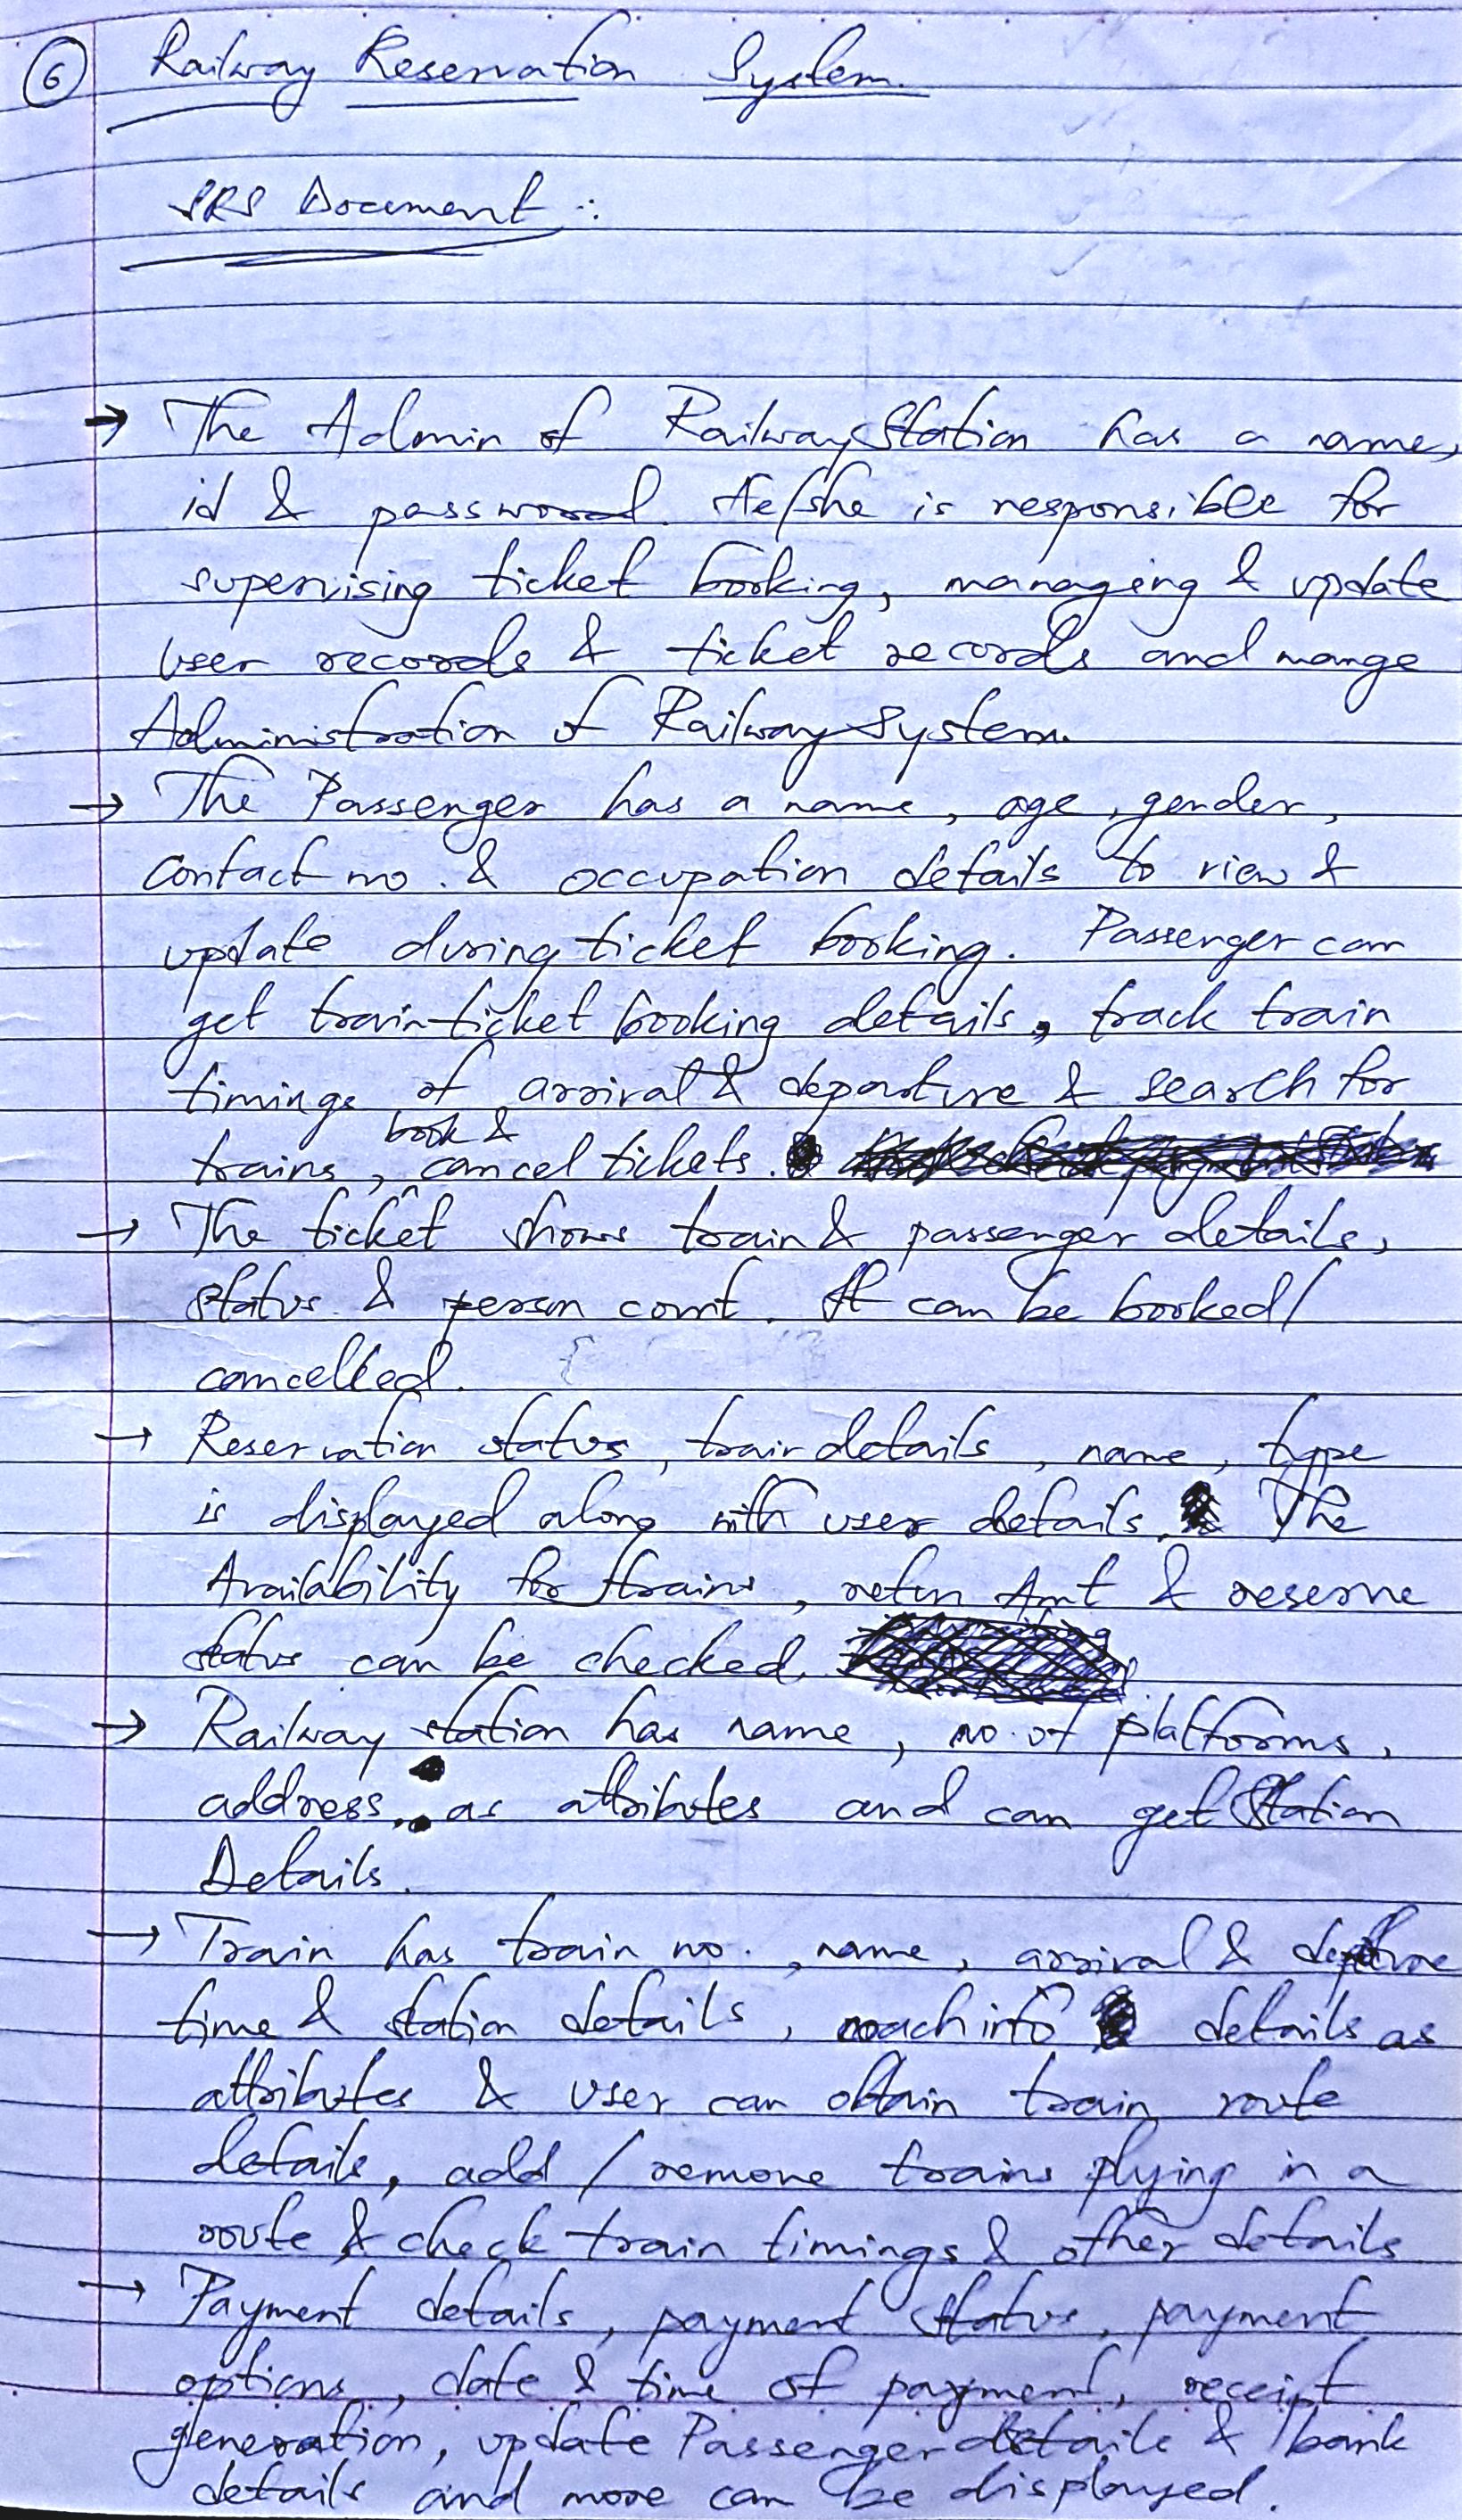 6 Railway Reservation System.
SRS Document :
→ The Admin of Railway Station has a name,
id & password. He/she is responsible for
supervising ticket booking, managing & update
user records & ticket records and mange
Administration of Railway System.
→ The Passenger has a name, age, gender,
contact no. & occupation details to view &
update during ticket booking. Passenger can
get train ticket booking details, track train
timings of arrival & departure & search for
trains, book & cancel tickets.
→ The ticket shows train & passenger details,
status. & person count. It can be booked/
cancelled.
→ Reservation status, train details, name, type
is displayed along with user details. The
Availability for trains, return Amt & reserve
status can be checked.
→ Railway station has name, no. of platforms,
address, as attributes and can get Station
Details.
→ Train has train no., name, arrival &
time & station details, coach info details as
attributes & user can obtain train route
details, add / remove trains plying in a
route & check train timings & other details
→ Payment details, payment status, payment
options, date & time of payment, receipt
generation, update Passenger details & bank
details and more can be displayed.